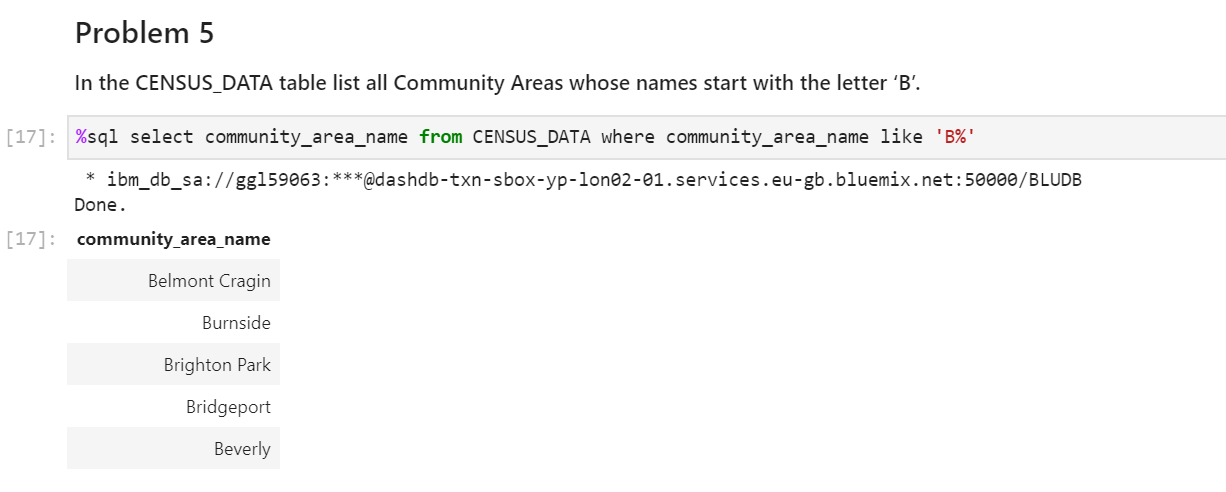 Problem 5
In the CENSUS_DATA table list all Community Areas whose names start with the letter ‘B’.
[17]: %sql select community_area_name from CENSUS_DATA where community_area_name like 'B%'
* ibm_db_sa://ggl59063:***@dashdb-txn-sbox-yp-lon02-01.services.eu-gb.bluemix.net:50000/BLUDB
Done.
[17]: community_area_name
Belmont Cragin
Burnside
Brighton Park
Bridgeport
Beverly